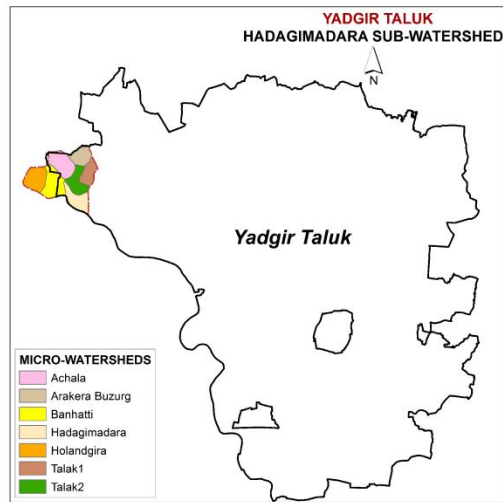 YADGIR TALUK
HADAGIMADARA SUB-WATERSHED
N
Yadgir Taluk
MICRO-WATERSHEDS
Achala
Arakera Buzurg
Banhatti
Hadagimadara
Holandgira
Talak1
Talak2